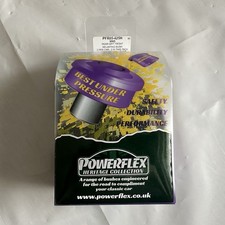 BEST UNDER
PRESSURE
SAFETY
DURABILITY
PERFORMANCE
POWERFLEX
HERITAGE COLLECTION
A range of bushes engineered
for the road to compliment
your classic car
www.powerflex.co.uk